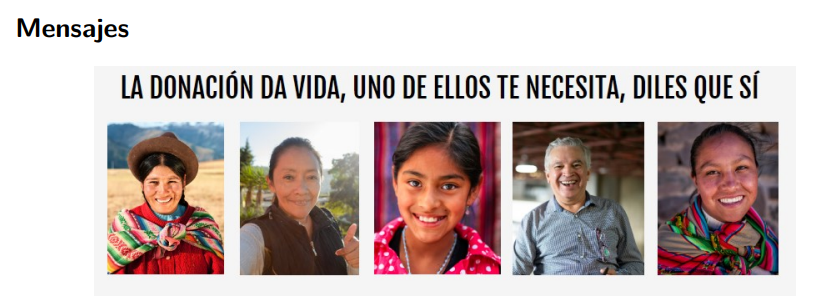 Mensajes
LA DONACIÓN DA VIDA, UNO DE ELLOS TE NECESITA, DILES QUE SÍ